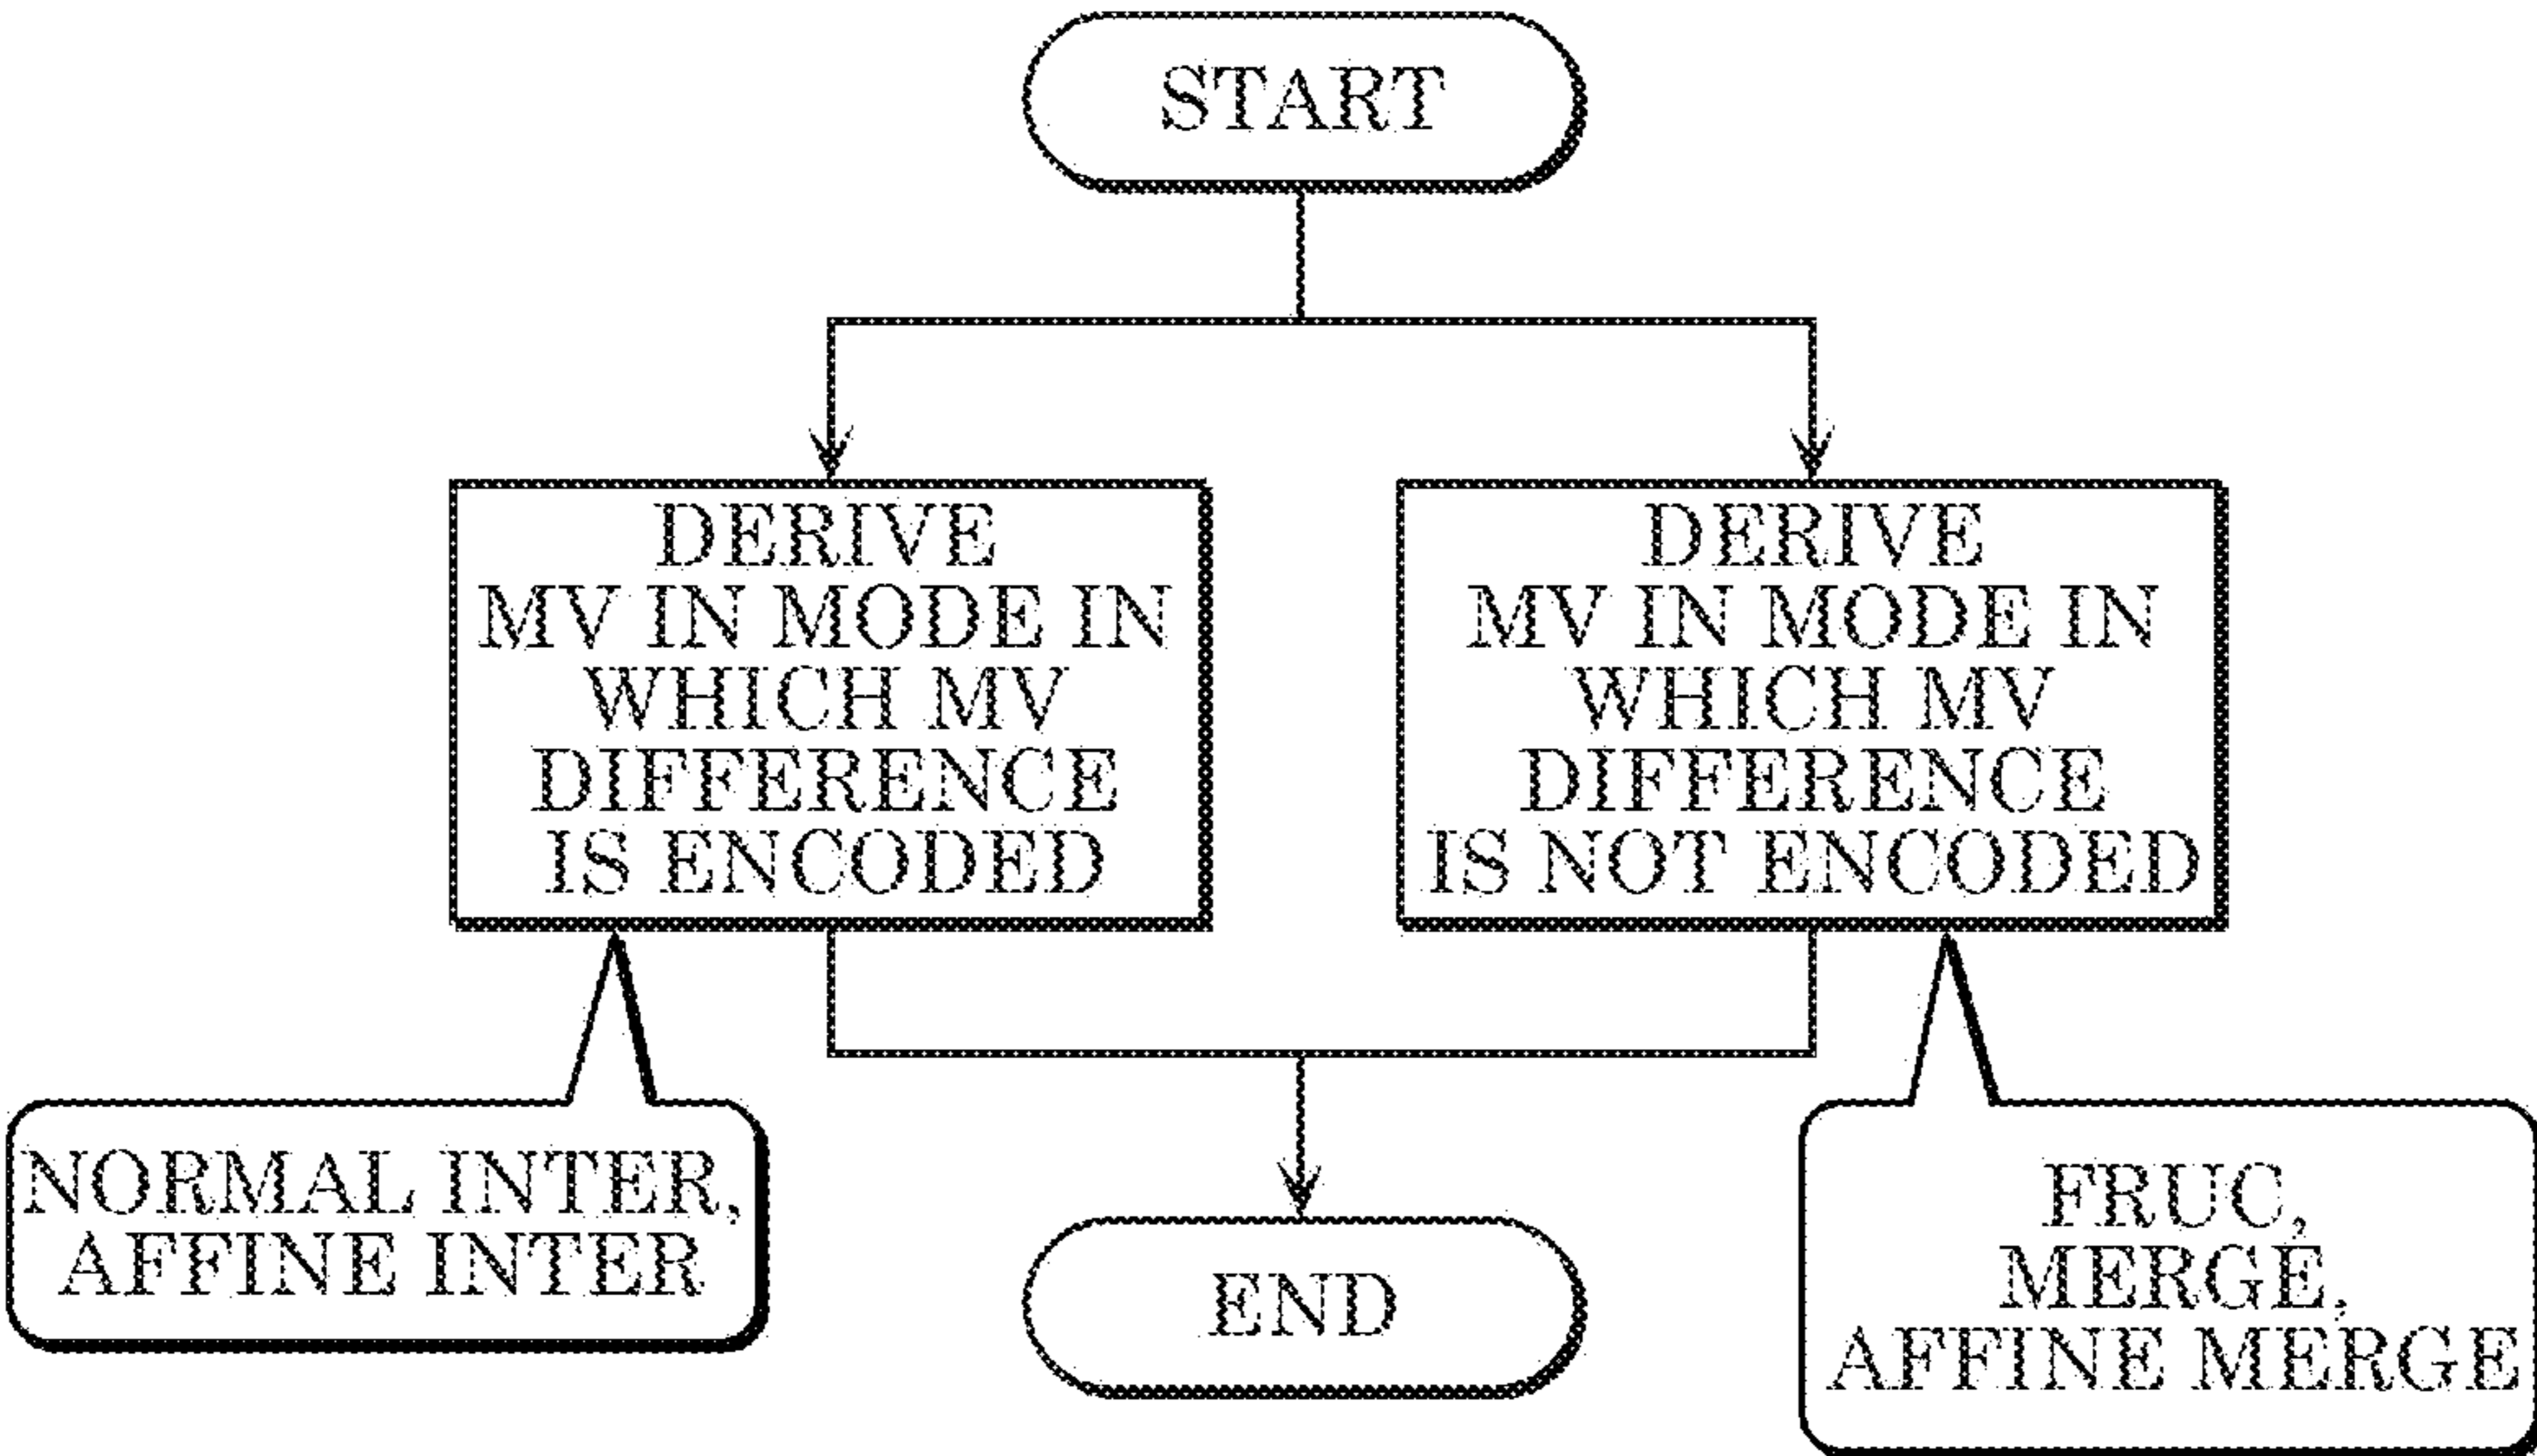 START
DERIVE
MV IN MODE IN
WHICH MV
DIFFERENCE
IS ENCODED
DERIVE
MV IN MODE IN
WHICH MV
DIFFERENCE
IS NOT ENCODED
NORMAL INTER,
AFFINE INTER
END
FRUC,
MERGE,
AFFINE MERGE